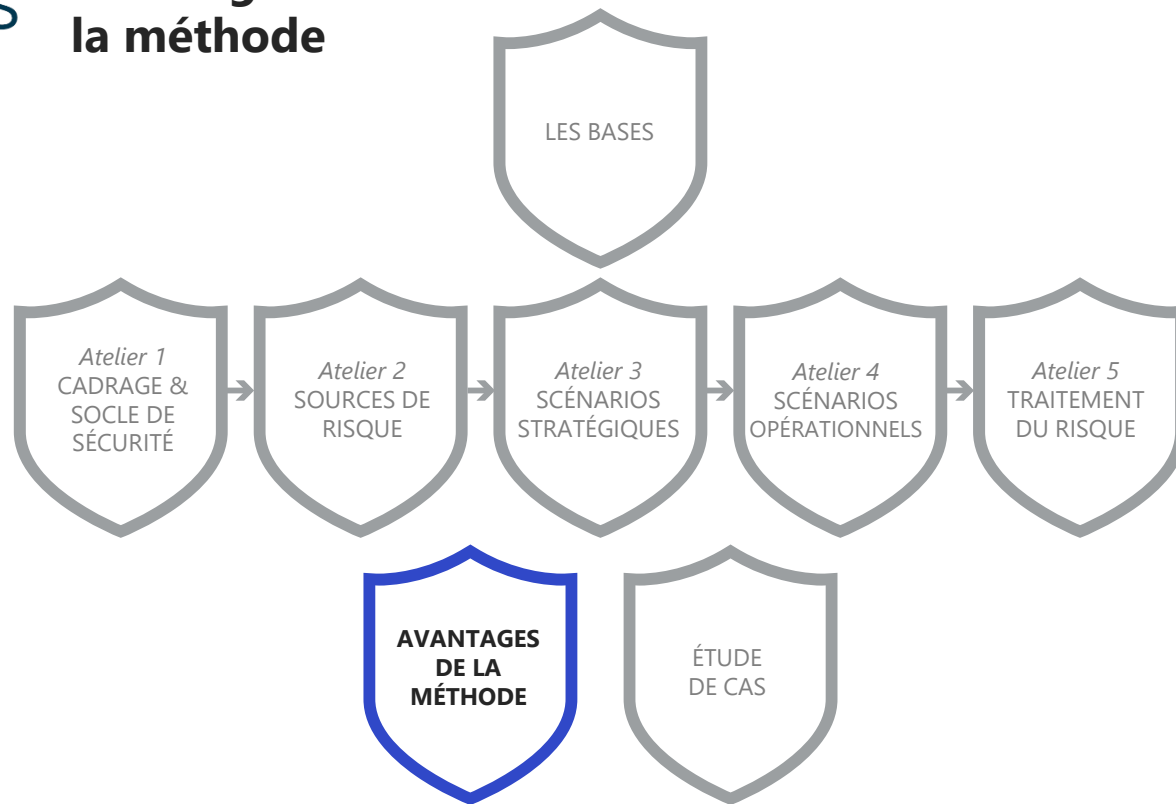 la méthode
LES BASES
Atelier 1
CADRAGE &
SOCLE DE
SÉCURITÉ
Atelier 2
SOURCES DE
RISQUE
Atelier 3
SCÉNARIOS
STRATÉGIQUES
Atelier 4
SCÉNARIOS
OPÉRATIONNELS
Atelier 5
TRAITEMENT
DU RISQUE
AVANTAGES
DE LA
MÉTHODE
ÉTUDE
DE CAS